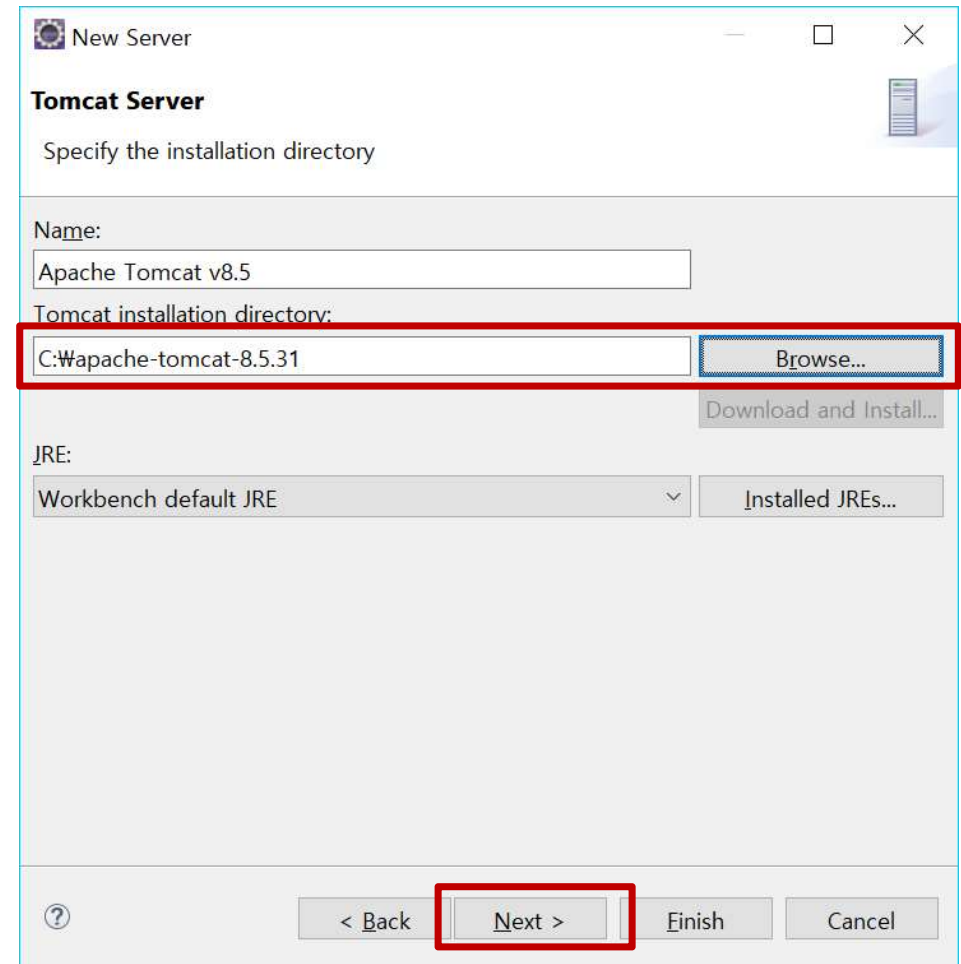 New Server
Tomcat Server
Specify the installation directory
Name:
Apache Tomcat v8.5
Tomcat installation directory:
C:₩apache-tomcat-8.5.31 Browse...
Download and Install...
JRE:
Workbench default JRE Installed JREs...
? < Back Next > Finish Cancel